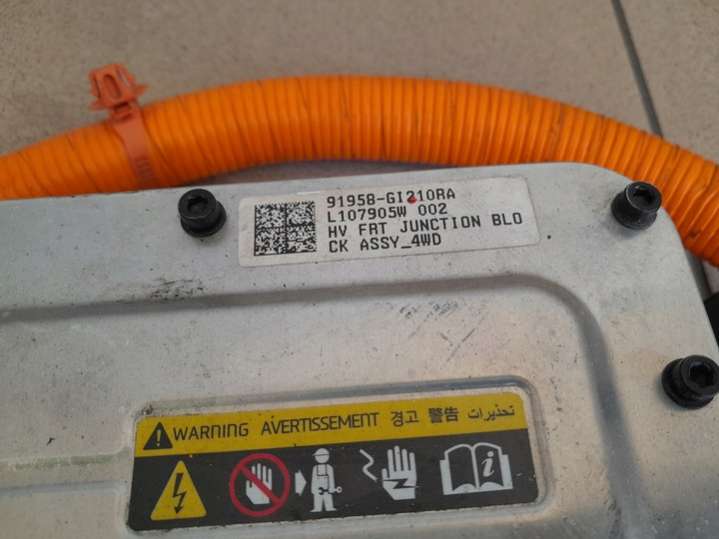 91958-GI210RA
L107905W 002
HV FRT JUNCTION BLO
CK ASSY_4WD
WARNING AVERTISSEMENT 경고 警告 تحذيرات